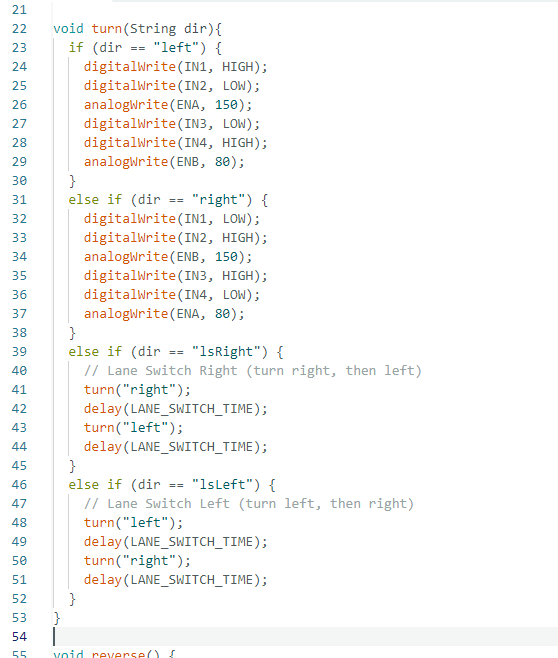 21
22 void turn(String dir){
23   if (dir == "left") {
24     digitalWrite(IN1, HIGH);
25     digitalWrite(IN2, LOW);
26     analogWrite(ENA, 150);
27     digitalWrite(IN3, LOW);
28     digitalWrite(IN4, HIGH);
29     analogWrite(ENB, 80);
30   }
31   else if (dir == "right") {
32     digitalWrite(IN1, LOW);
33     digitalWrite(IN2, HIGH);
34     analogWrite(ENB, 150);
35     digitalWrite(IN3, HIGH);
36     digitalWrite(IN4, LOW);
37     analogWrite(ENA, 80);
38   }
39   else if (dir == "lsRight") {
40     // Lane Switch Right (turn right, then left)
41     turn("right");
42     delay(LANE_SWITCH_TIME);
43     turn("left");
44     delay(LANE_SWITCH_TIME);
45   }
46   else if (dir == "lsLeft") {
47     // Lane Switch Left (turn left, then right)
48     turn("left");
49     delay(LANE_SWITCH_TIME);
50     turn("right");
51     delay(LANE_SWITCH_TIME);
52   }
53 }
54
55 void reverse() {